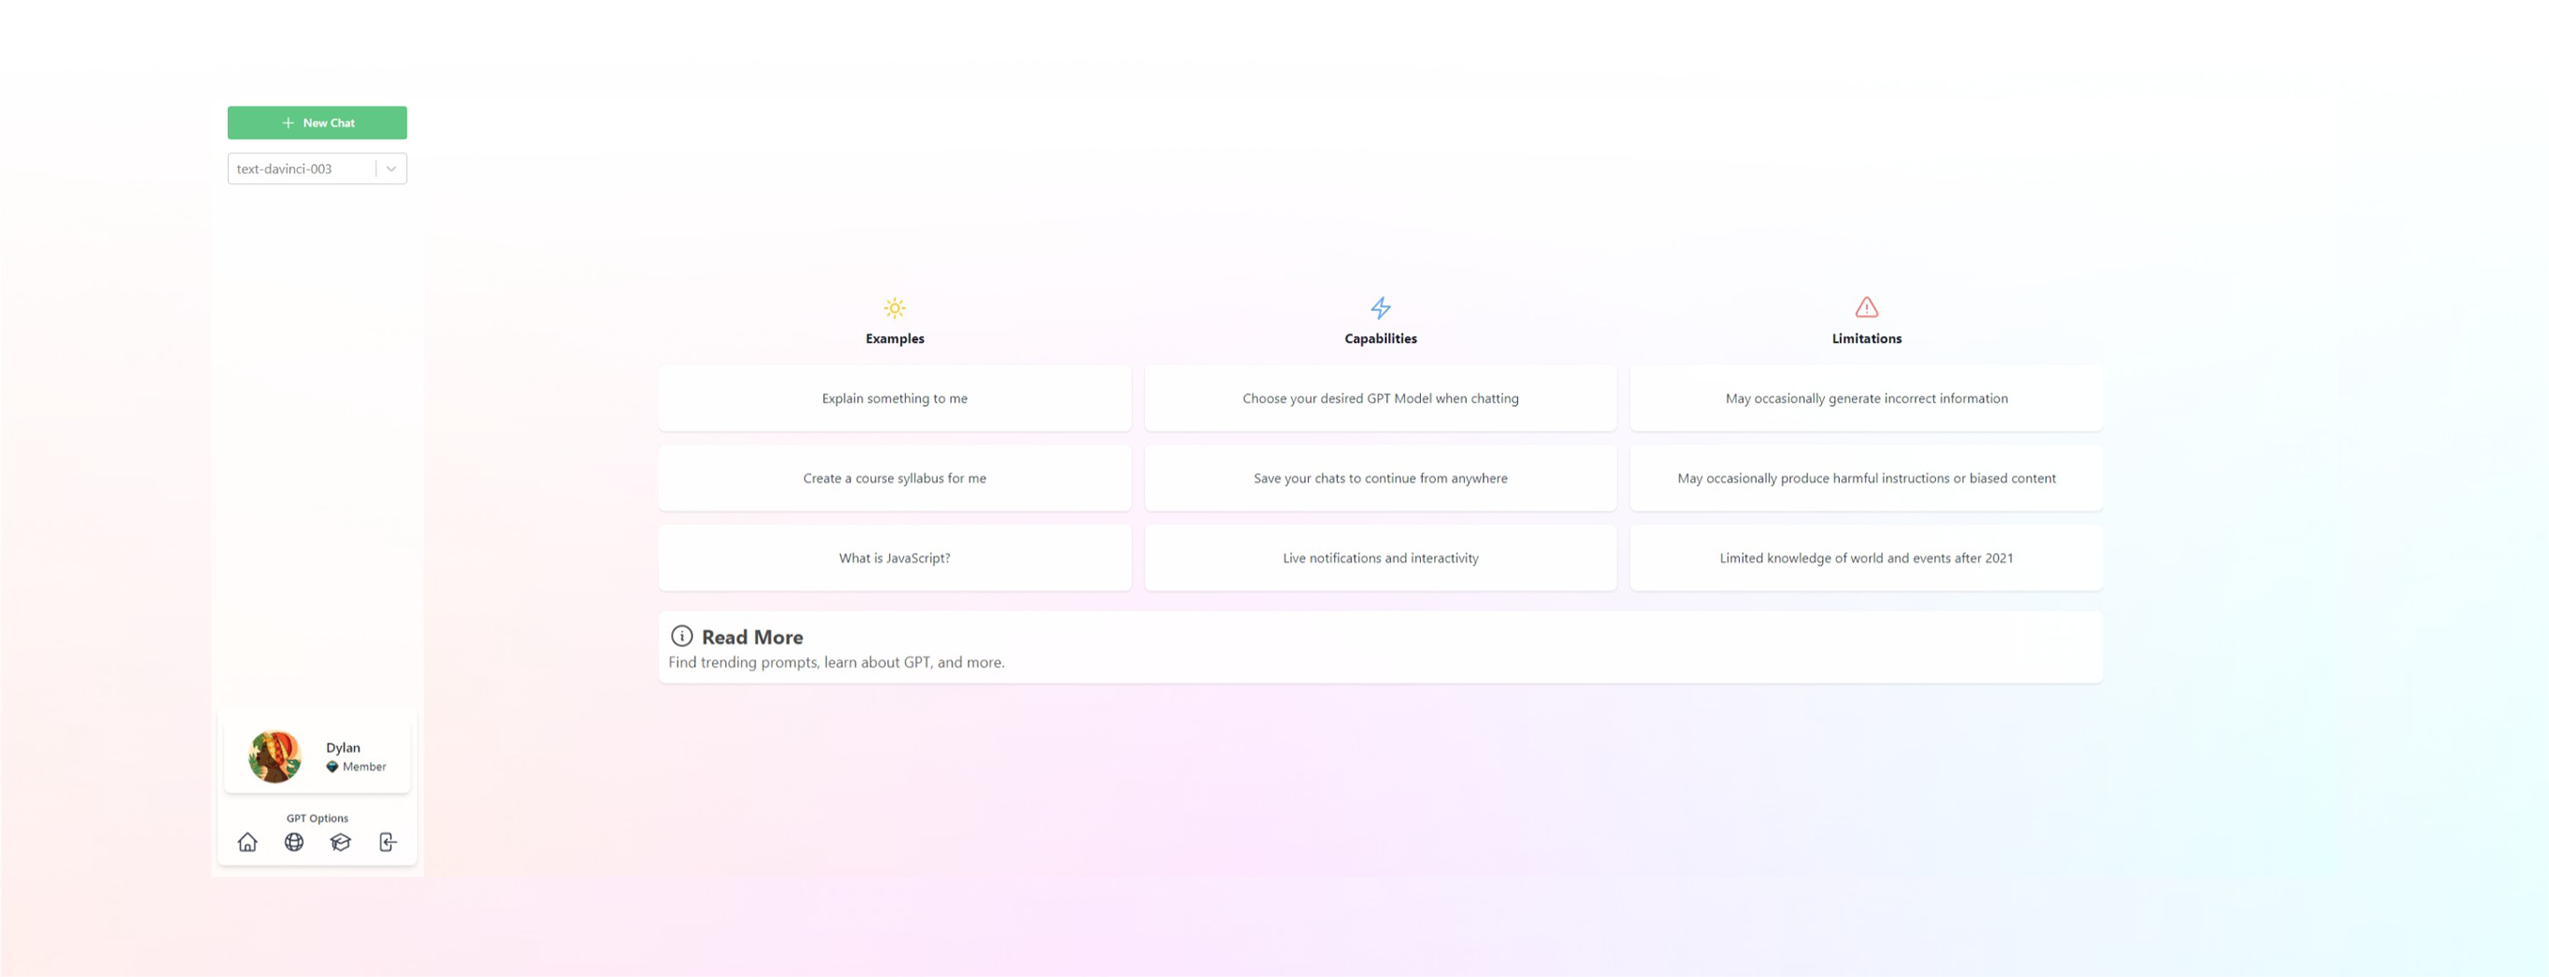 New Chat
text-davinci-003
Examples
Explain something to me
Create a course syllabus for me
What is JavaScript?
Capabilities
Choose your desired GPT Model when chatting
Save your chats to continue from anywhere
Live notifications and interactivity
Limitations
May occasionally generate incorrect information
May occasionally produce harmful instructions or biased content
Limited knowledge of world and events after 2021
Read More
Find trending prompts, learn about GPT, and more.
Dylan
Member
GPT Options